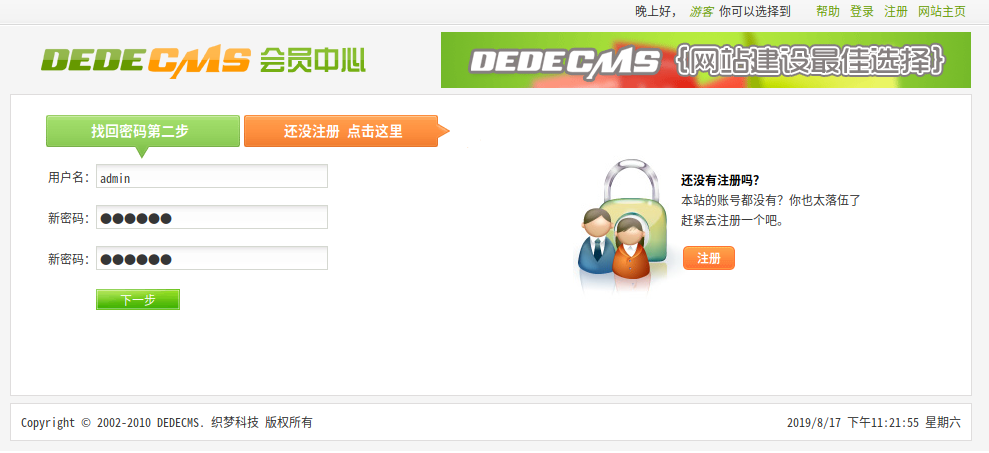 晚上好， 游客 你可以选择到 帮助 登录 注册 网站主页
DEDECMS 会员中心
DEDECMS {网站建设最佳选择}
找回密码第二步
还没注册 点击这里
用户名： admin
新密码： ●●●●●●
新密码： ●●●●●●
下一步
还没有注册吗？
本站的账号都没有？你也太落伍了
赶紧去注册一个吧。
注册
Copyright © 2002-2010 DEDECMS. 织梦科技 版权所有
2019/8/17 下午11:21:55 星期六